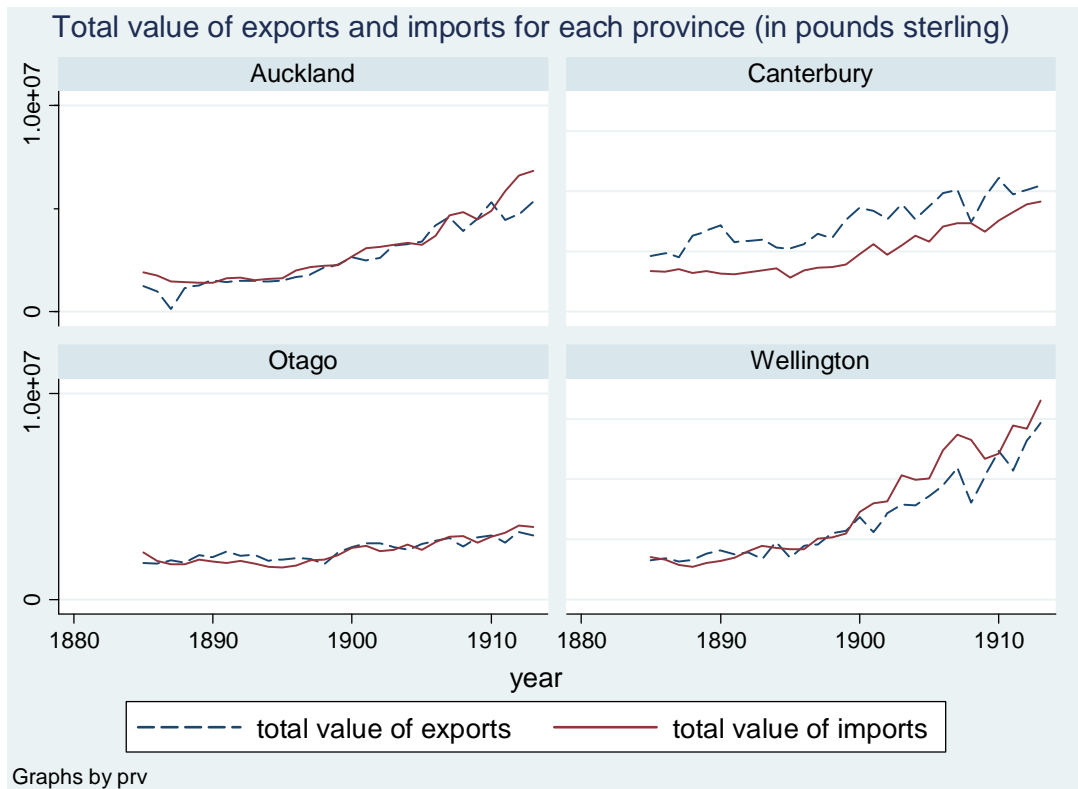 Total value of exports and imports for each province (in pounds sterling)
Auckland Canterbury
1.0e+07
0
Otago Wellington
1.0e+07
0
1880 1890 1900 1910 1880 1890 1900 1910
year
total value of exports total value of imports
Graphs by prv